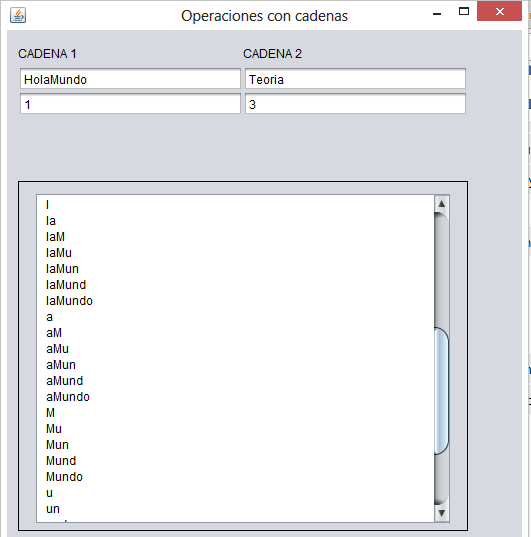 Operaciones con cadenas
CADENA 1 CADENA 2
HolaMundo Teoria
1 3
l
la
laM
laMu
laMun
laMund
laMundo
a
aM
aMu
aMun
aMund
aMundo
M
Mu
Mun
Mund
Mundo
u
un